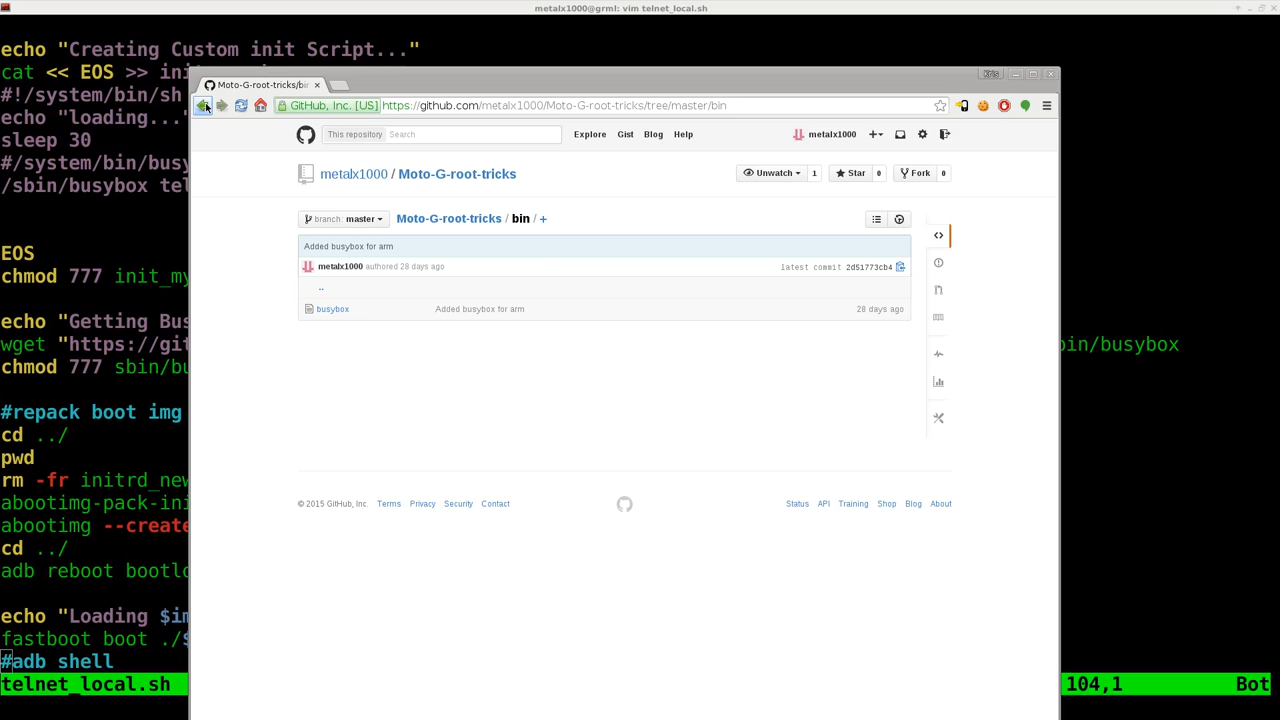 metalx1000@grml: vim telnet_local.sh
echo "Creating Custom init Script..."
cat << EOS >> ini
#!/system/bin/sh
echo "loading..."
sleep 30
#/system/bin/busy
/sbin/busybox tel
EOS
chmod 777 init_my
echo "Getting Bus
wget "https://git
bin/busybox
chmod 777 sbin/bu
#repack boot img
cd ../
pwd
rm -fr initrd_new
abootimg-pack-ini
abootimg --create
cd ../
adb reboot bootlo
echo "Loading $im
fastboot boot ./$
#adb shell
telnet_local.sh
104,1
Bot
Moto-G-root-tricks/bin
Kris
GitHub, Inc. [US] https://github.com/metalx1000/Moto-G-root-tricks/tree/master/bin
This repository Search
Explore Gist Blog Help
metalx1000
metalx1000 / Moto-G-root-tricks
Unwatch 1
Star 0
Fork 0
branch: master
Moto-G-root-tricks / bin / +
Added busybox for arm
metalx1000 authored 28 days ago
latest commit 2d51773cb4
..
busybox Added busybox for arm 28 days ago
© 2015 GitHub, Inc. Terms Privacy Security Contact
Status API Training Shop Blog About